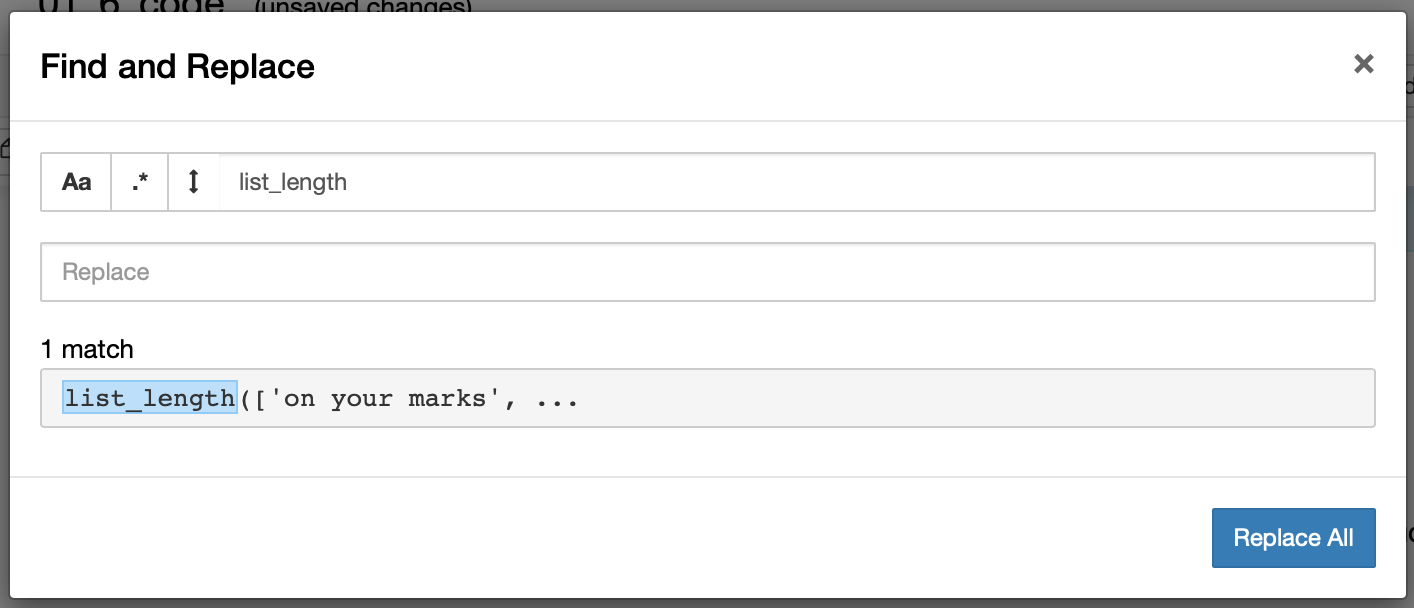 01_6_code (unsaved changes)
Find and Replace ×
Aa .* list_length
Replace
1 match
list_length(['on your marks', ...
Replace All